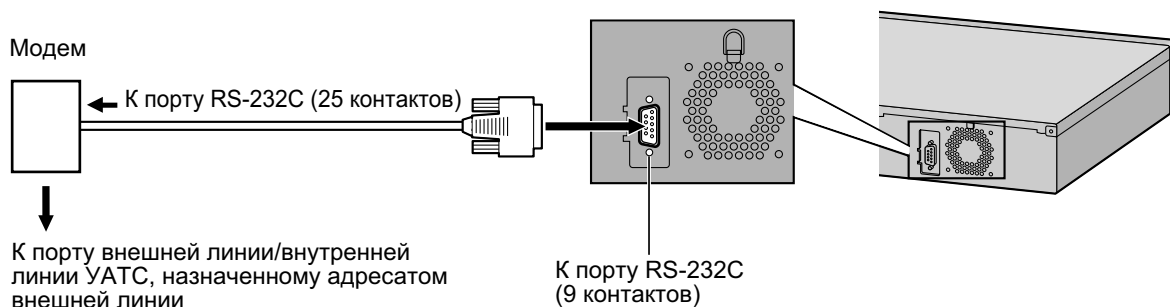 Модем
К порту RS-232C (25 контактов)
К порту внешней линии/внутренней
линии УАТС, назначенному адресатом
внешней линии
К порту RS-232C
(9 контактов)